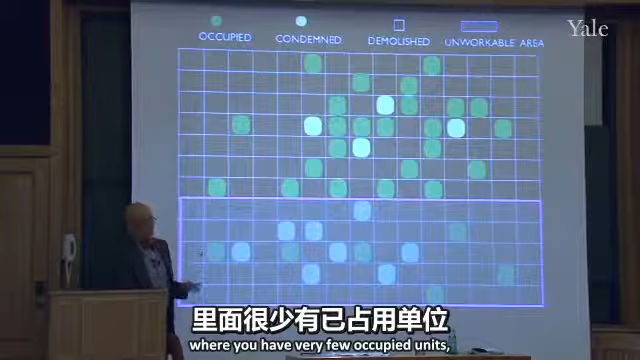 Yale
OCCUPIED CONDEMNED DEMOLISHED UNWORKABLE AREA
里面很少有已占用单位
where you have very few occupied units,